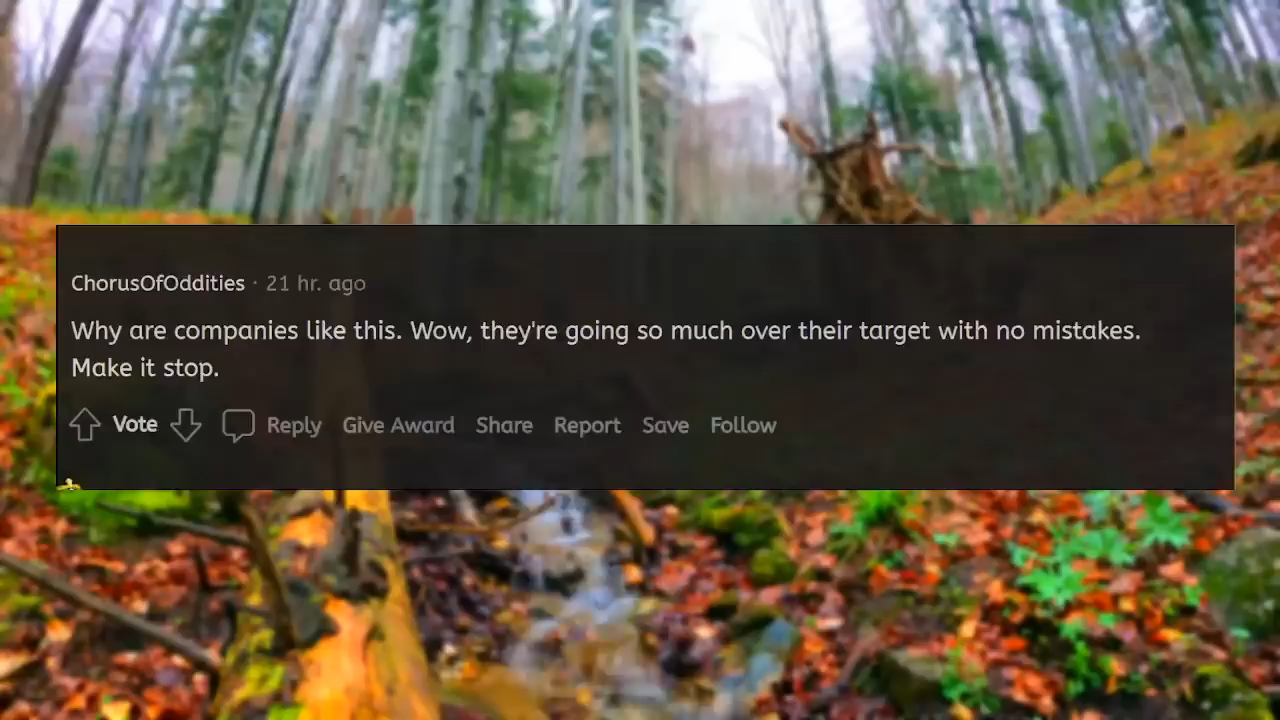 ChorusOfOddities · 21 hr. ago
Why are companies like this. Wow, they're going so much over their target with no mistakes.
Make it stop.
Vote Reply Give Award Share Report Save Follow